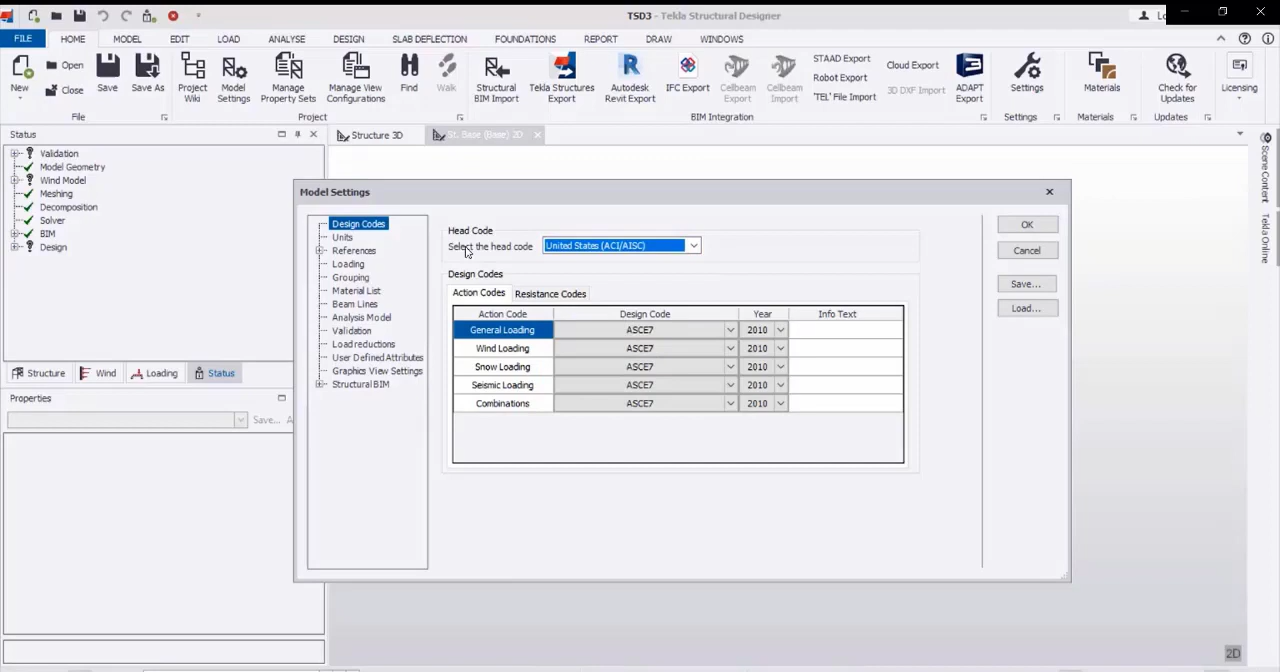 TSD3 - Tekla Structural Designer
FILE HOME MODEL EDIT LOAD ANALYSE DESIGN SLAB DEFLECTION FOUNDATIONS REPORT DRAW WINDOWS
New
Open
Close
Save
Save As
File
Project Wiki
Model Settings
Manage Property Sets
Manage View Configurations
Find
Walk
Project
Structural BIM Import
Tekla Structures Export
Autodesk Revit Export
IFC Export
Cellbeam Export
Cellbeam Import
STAAD Export
Robot Export
'TEL' File Import
Cloud Export
3D DXF Import
ADAPT Export
BIM Integration
Settings
Settings
Materials
Materials
Check for Updates
Updates
Licensing
Status
Structure 3D
St. Base (Base) 2D
Validation
Model Geometry
Wind Model
Meshing
Decomposition
Solver
BIM
Design
Structure Wind Loading Status
Properties
Save...
Model Settings
Design Codes
Units
References
Loading
Grouping
Material List
Beam Lines
Analysis Model
Validation
Load reductions
User Defined Attributes
Graphics View Settings
Structural BIM
Head Code
Select the head code United States (ACI/AISC)
Design Codes
Action Codes Resistance Codes
Action Code Design Code Year Info Text
General Loading ASCE7 2010
Wind Loading ASCE7 2010
Snow Loading ASCE7 2010
Seismic Loading ASCE7 2010
Combinations ASCE7 2010
OK
Cancel
Save...
Load...
Scene Content
Tekla Online
2D